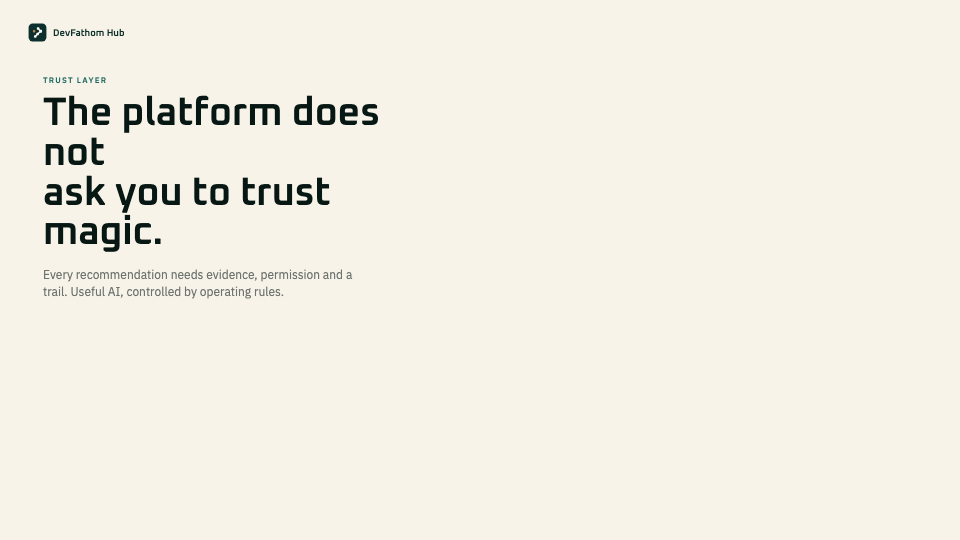 DevFathom Hub
TRUST LAYER
The platform does
not
ask you to trust
magic.
Every recommendation needs evidence, permission and a
trail. Useful AI, controlled by operating rules.